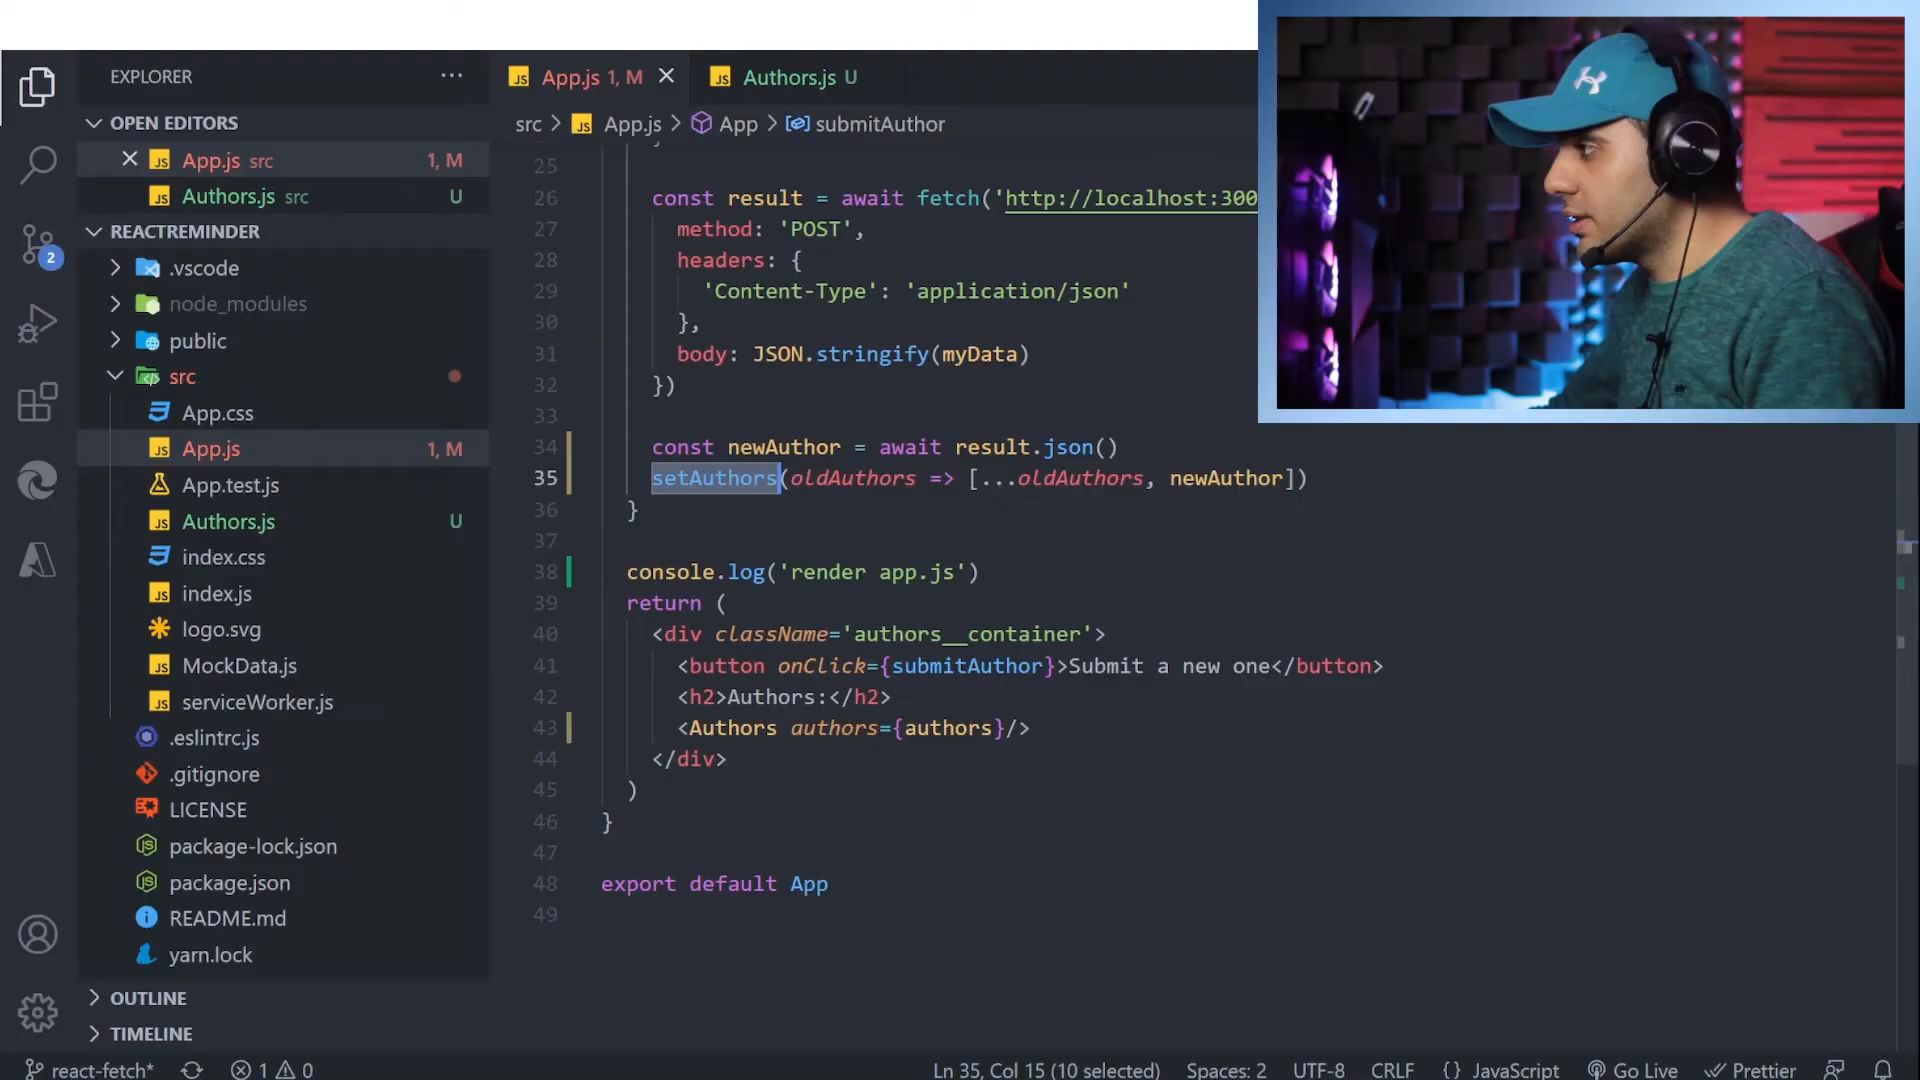 EXPLORER
OPEN EDITORS
App.js src 1, M
Authors.js src U
REACTREMINDER
.vscode
node_modules
public
src
App.css
App.js 1, M
App.test.js
Authors.js U
index.css
index.js
logo.svg
MockData.js
serviceWorker.js
.eslintrc.js
.gitignore
LICENSE
package-lock.json
package.json
README.md
yarn.lock
OUTLINE
TIMELINE
2
App.js 1, M
Authors.js U
src > App.js > App > submitAuthor
25
26 const result = await fetch('http://localhost:300
27 method: 'POST',
28 headers: {
29 'Content-Type': 'application/json'
30 },
31 body: JSON.stringify(myData)
32 })
33
34 const newAuthor = await result.json()
35 setAuthors(oldAuthors => [...oldAuthors, newAuthor])
36 }
37
38 console.log('render app.js')
39 return (
40 <div className='authors__container'>
41 <button onClick={submitAuthor}>Submit a new one</button>
42 <h2>Authors:</h2>
43 <Authors authors={authors}/>
44 </div>
45 )
46 }
47
48 export default App
49
react-fetch* 1 0 Ln 35, Col 15 (10 selected) Spaces: 2 UTF-8 CRLF {} JavaScript Go Live Prettier